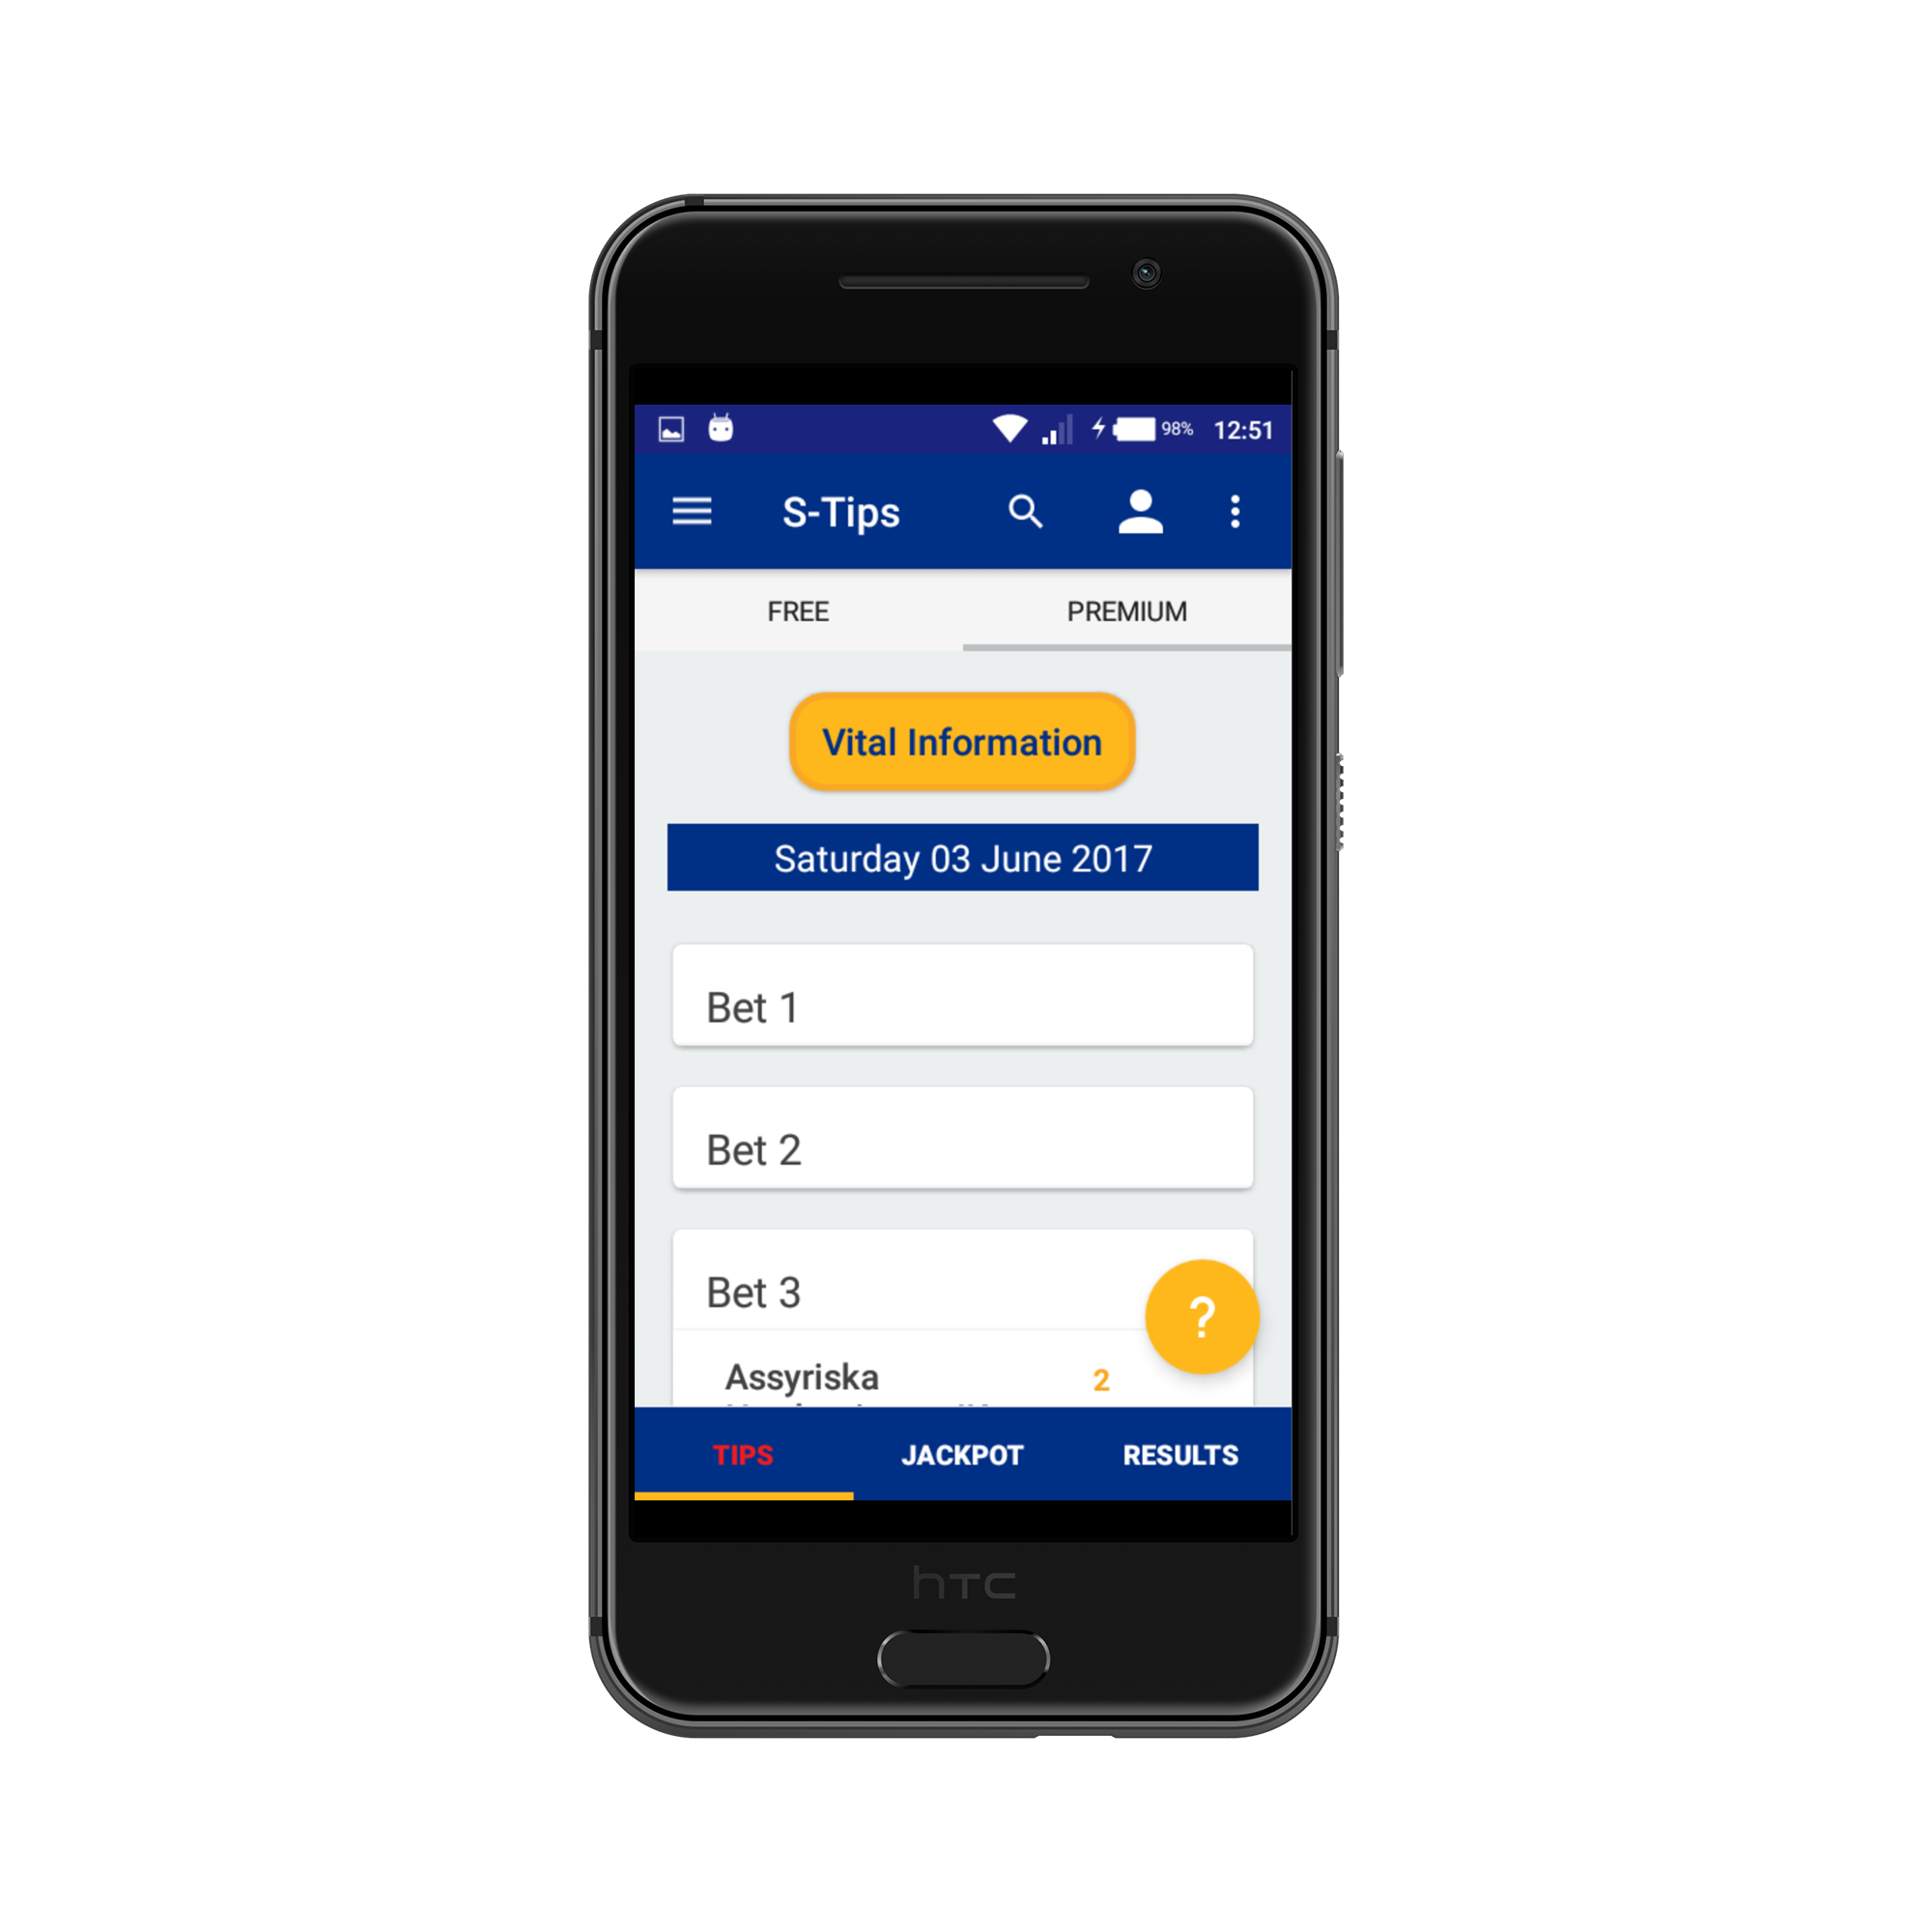 98% 12:51
S-Tips
FREE PREMIUM
Vital Information
Saturday 03 June 2017
Bet 1
Bet 2
Bet 3
?
Assyriska 2
TIPS JACKPOT RESULTS
hTC